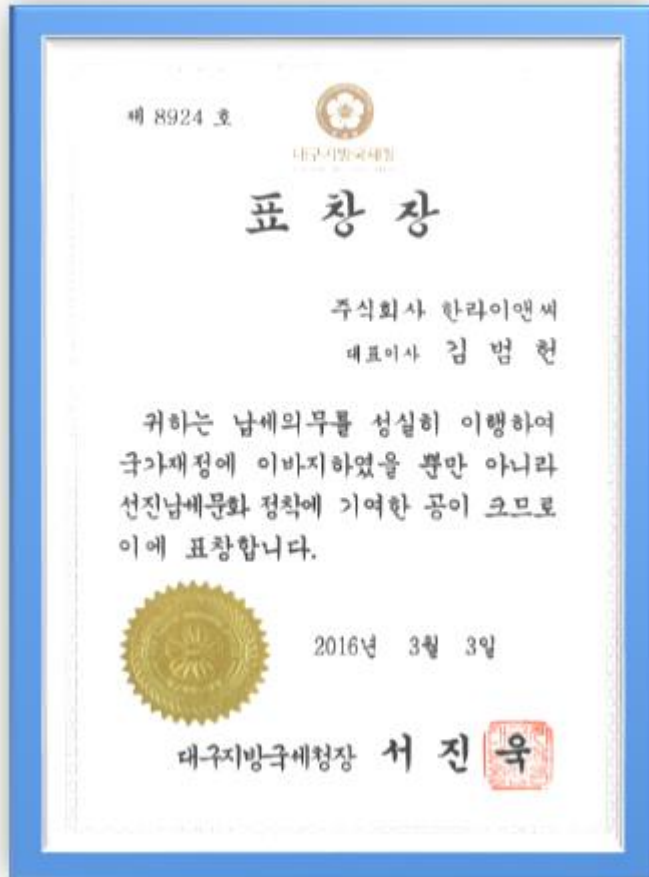 제 8924 호
대구지방국세청
표창장
주식회사 한라이앤씨
대표이사 김범헌
귀하는 납세의무를 성실히 이행하여
국가재정에 이바지하였을 뿐만 아니라
선진납세문화 정착에 기여한 공이 크므로
이에 표창합니다.
2016년 3월 3일
대구지방국세청장 서진욱